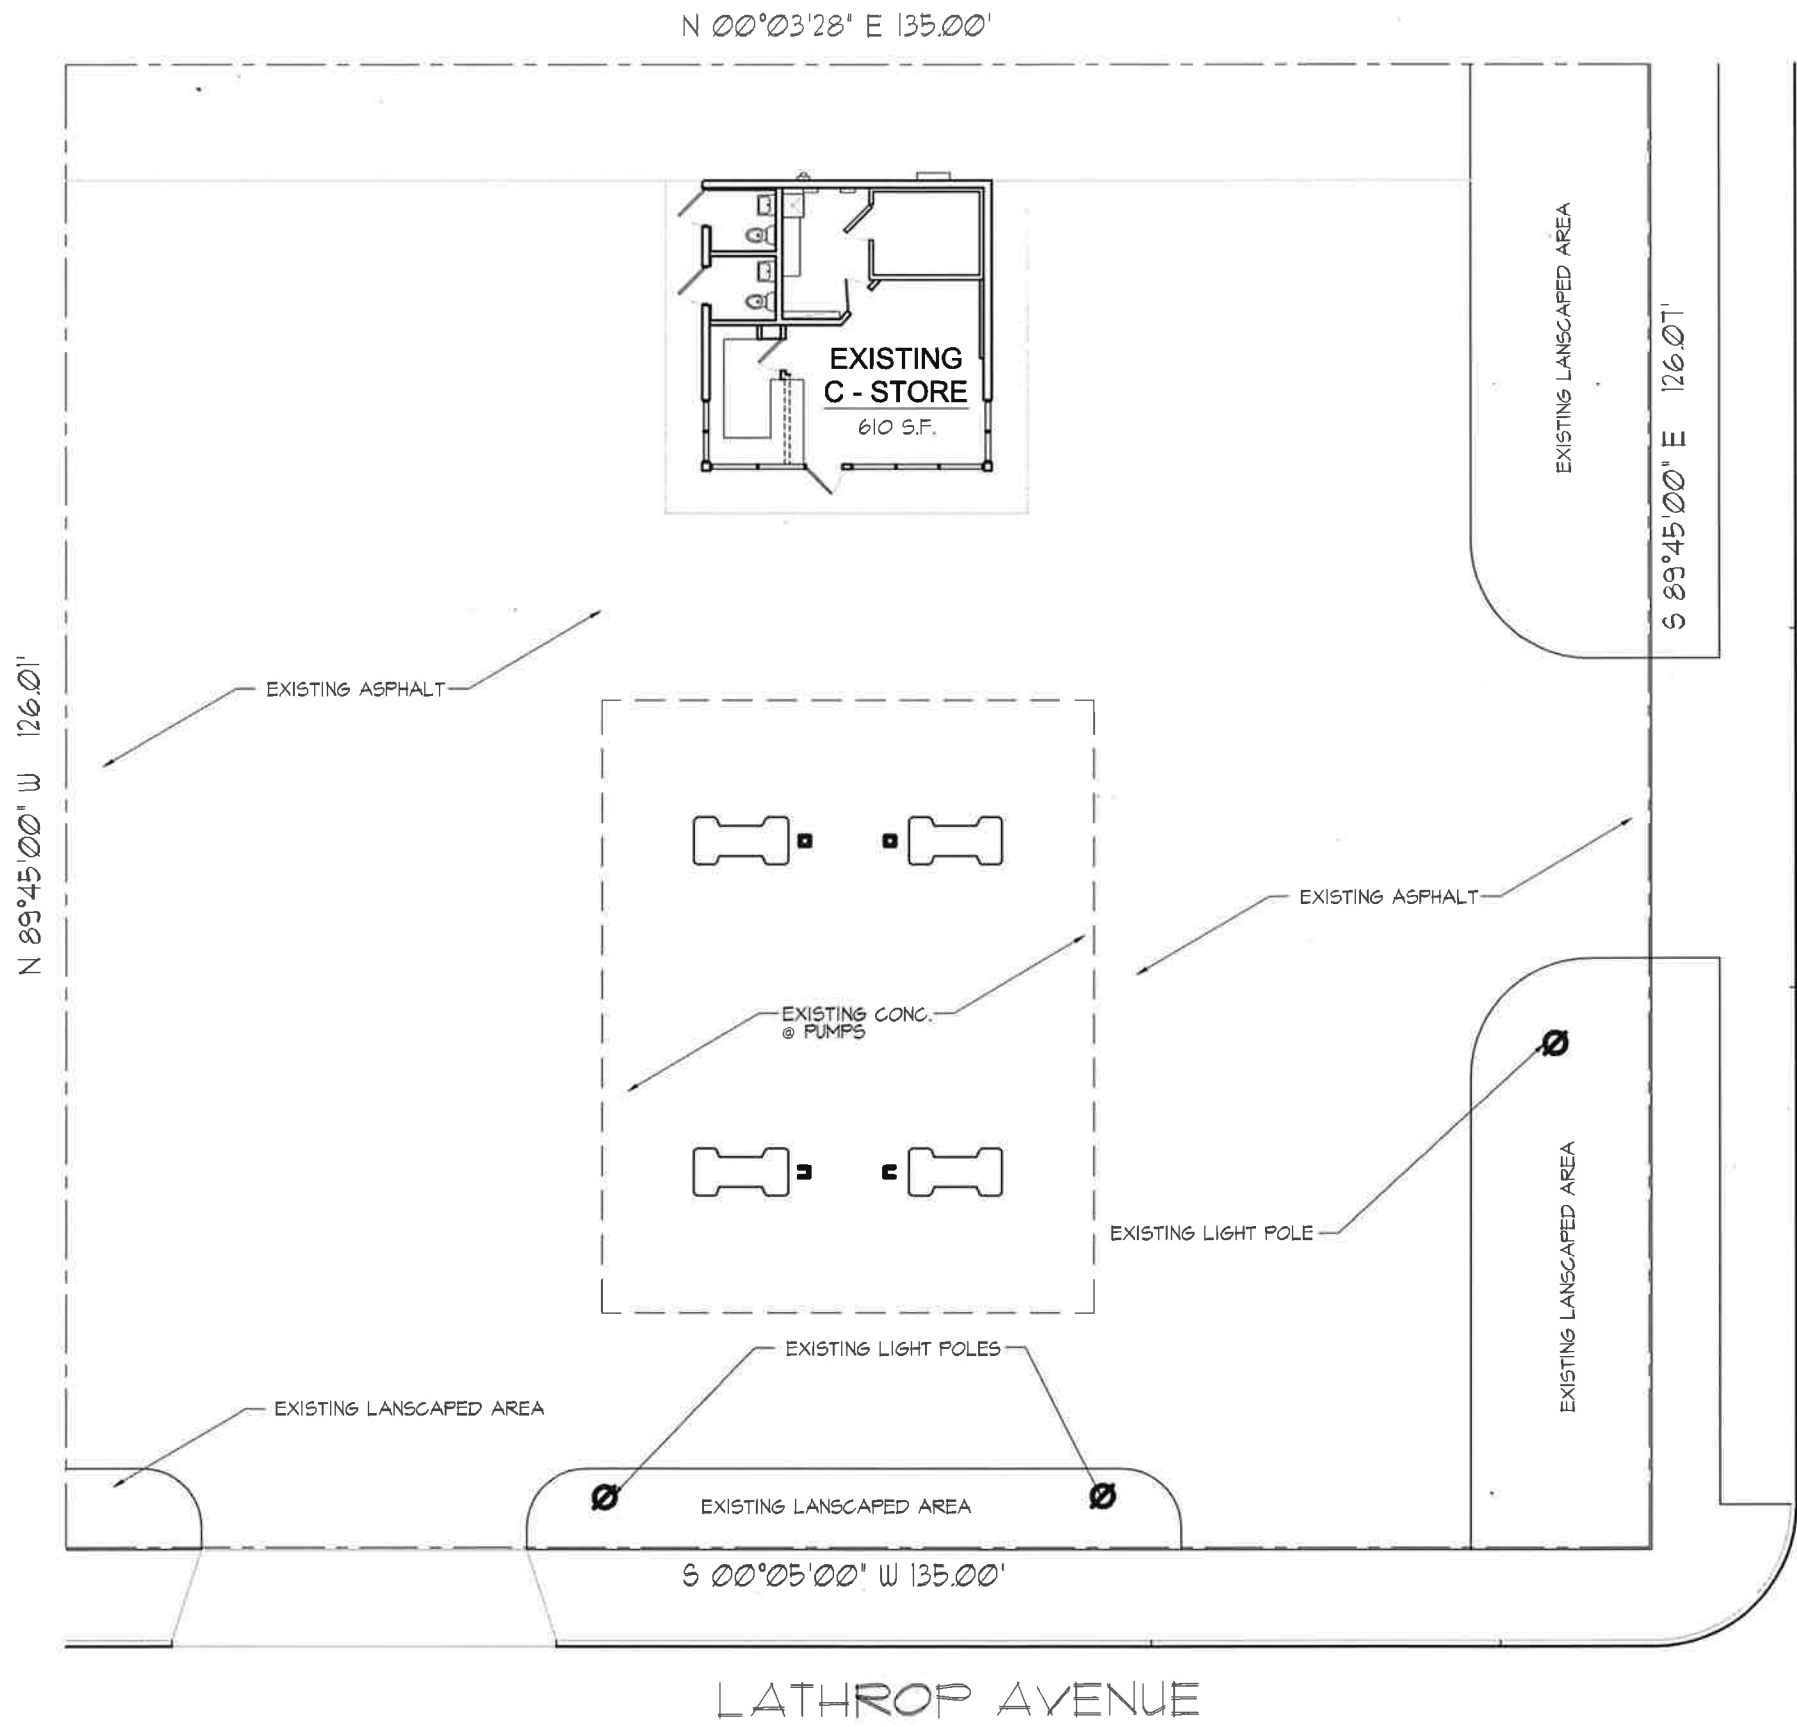 N 00°03'28" E 135.00'
EXISTING LANSCAPED AREA
S 89°45'00" E 126.07'
EXISTING
C - STORE
610 S.F.
N 89°45'00" W 126.01'
EXISTING ASPHALT
EXISTING ASPHALT
EXISTING CONC.
@ PUMPS
EXISTING LIGHT POLE
EXISTING LANSCAPED AREA
EXISTING LIGHT POLES
EXISTING LANSCAPED AREA
EXISTING LANSCAPED AREA
S 00°05'00" W 135.00'
LATHROP AVENUE